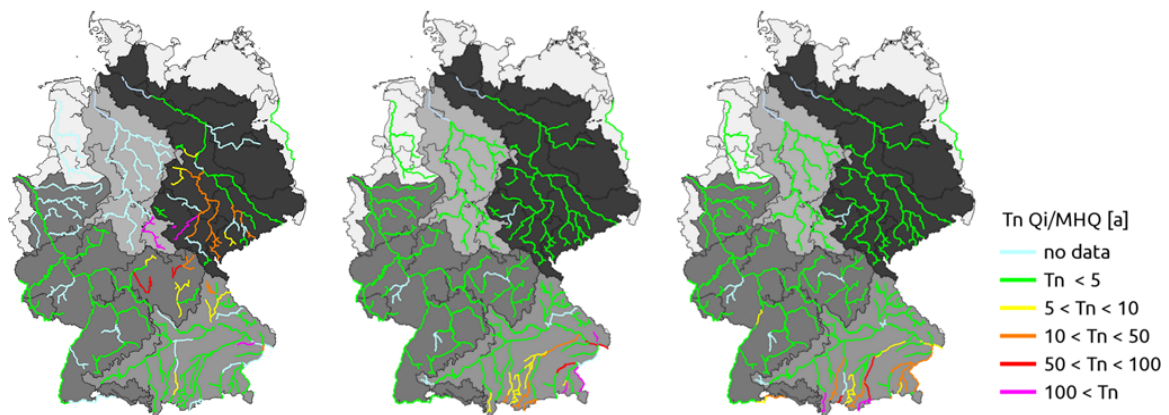 Tn Qi/MHQ [a]
no data
Tn < 5
5 < Tn < 10
10 < Tn < 50
50 < Tn < 100
100 < Tn